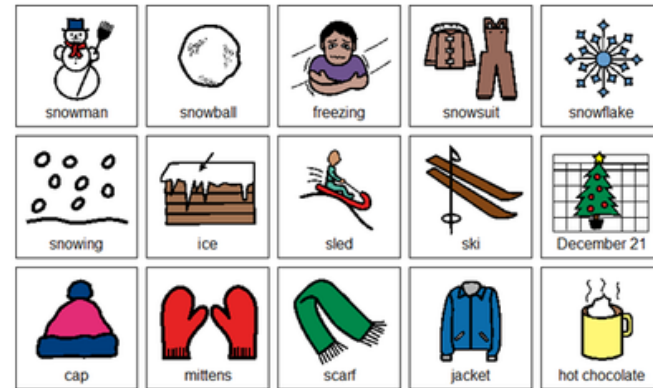 snowman
snowball
freezing
snowsuit
snowflake
snowing
ice
sled
ski
December 21
cap
mittens
scarf
jacket
hot chocolate